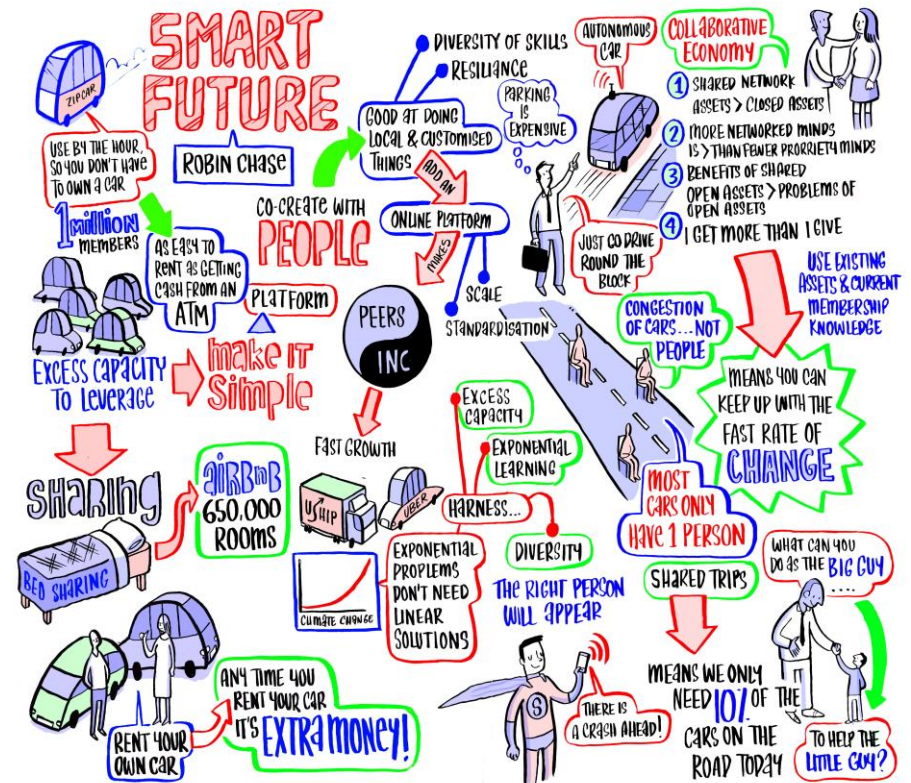 SMART
FUTURE
ROBIN CHASE
ZIPCAR
USE BY THE HOUR,
SO YOU DON'T HAVE
TO OWN A CAR
1 MILLION
MEMBERS
AS EASY TO
RENT AS GETTING
CASH FROM AN
ATM
PLATFORM
EXCESS CAPACITY
TO LEVERAGE
MAKE IT
SIMPLE
CO-CREATE WITH
PEOPLE
DIVERSITY OF SKILLS
RESILIANCE
GOOD AT DOING
LOCAL & CUSTOMISED
THINGS
ADD AN
ONLINE PLATFORM
MAKES
SCALE
STANDARDISATION
PEERS
INC
PARKING
IS
EXPENSIVE
AUTONOMOUS
CAR
JUST GO DRIVE
ROUND THE
BLOCK
COLLABORATIVE
ECONOMY
1 SHARED NETWORK
ASSETS > CLOSED ASSETS
2 MORE NETWORKED MINDS
IS > THAN FEWER PRORRIETY MINDS
3 BENEFITS OF SHARED
OPEN ASSETS > PROBLEMS OF
OPEN ASSETS
4 I GET MORE THAN I GIVE
USE EXISTING
ASSETS & CURRENT
MEMBERSHIP
KNOWLEDGE
MEANS YOU CAN
KEEP UP WITH THE
FAST RATE OF
CHANGE
CONGESTION
OF CARS...NOT
PEOPLE
MOST
CARS ONLY
HAVE 1 PERSON
SHARED TRIPS
MEANS WE ONLY
NEED 10% OF THE
CARS ON THE
ROAD TODAY
SHARING
BED SHARING
AIRBNB
650,000
ROOMS
FAST GROWTH
USHIP
UBER
EXCESS
CAPACITY
EXPONENTIAL
LEARNING
HARNESS...
DIVERSITY
CLIMATE CHANGE
EXPONENTIAL
PROPLEMS
DON'T NEED
LINEAR
SOLUTIONS
THE RIGHT PERSON
WILL APPEAR
S
THERE IS
A CRASH AHEAD!
RENT YOUR
OWN CAR
ANY TIME YOU
RENT YOUR CAR
IT'S EXTRA MONEY!
WHAT CAN YOU
DO AS THE BIG GUY
....
TO HELP THE
LITTLE GUY?